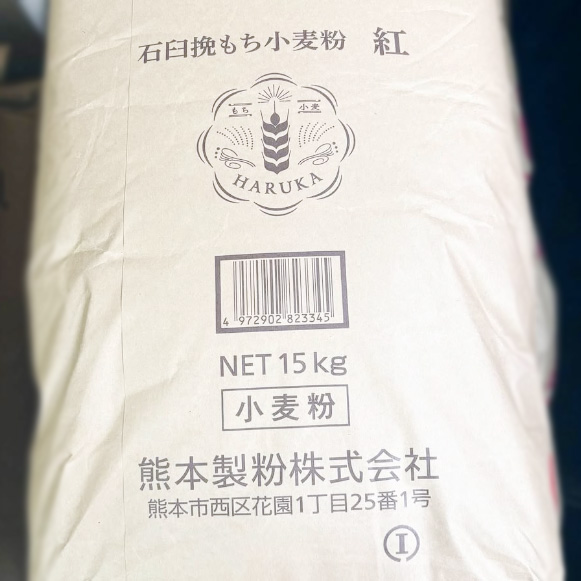 石臼挽もち小麦粉 紅
もち 小麦
HARUKA
4 972902 823345
NET 15kg
小麦粉
熊本製粉株式会社
熊本市西区花園1丁目25番1号
I